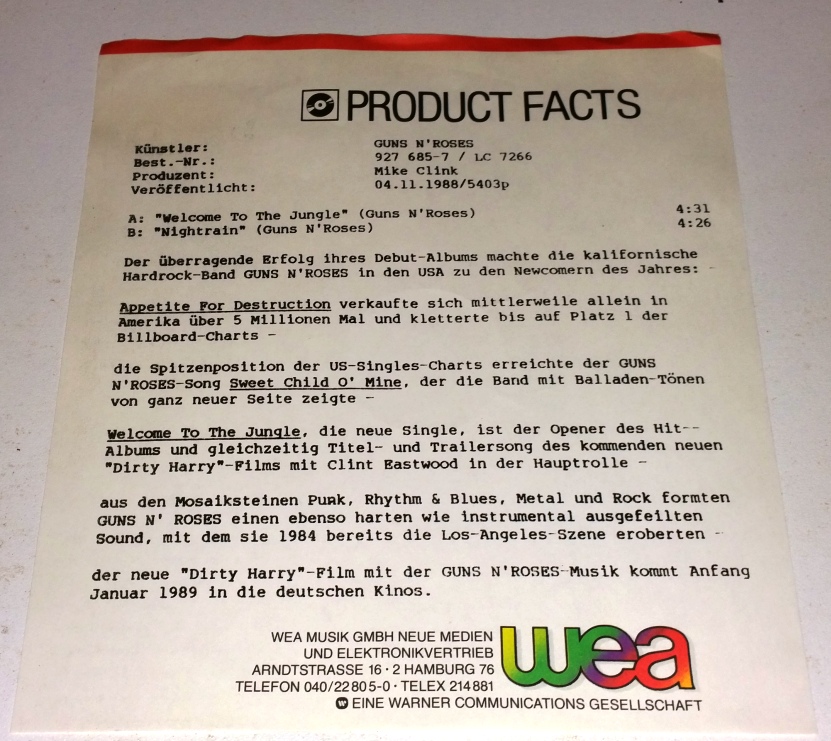 PRODUCT FACTS
Künstler: GUNS N'ROSES
Best.-Nr.: 927 685-7 / LC 7266
Produzent: Mike Clink
Veröffentlicht: 04.11.1988/5403p
A: "Welcome To The Jungle" (Guns N'Roses) 4:31
B: "Nightrain" (Guns N'Roses) 4:26
Der überragende Erfolg ihres Debut-Albums machte die kalifornische
Hardrock-Band GUNS N'ROSES in den USA zu den Newcomern des Jahres: -
Appetite For Destruction verkaufte sich mittlerweile allein in
Amerika über 5 Millionen Mal und kletterte bis auf Platz 1 der
Billboard-Charts -
die Spitzenposition der US-Singles-Charts erreichte der GUNS
N'ROSES-Song Sweet Child O' Mine, der die Band mit Balladen-Tönen
von ganz neuer Seite zeigte -
Welcome To The Jungle, die neue Single, ist der Opener des Hit--
Albums und gleichzeitig Titel- und Trailersong des kommenden neuen
"Dirty Harry"-Films mit Clint Eastwood in der Hauptrolle -
aus den Mosaiksteinen Punk, Rhythm & Blues, Metal und Rock formten
GUNS N' ROSES einen ebenso harten wie instrumental ausgefeilten
Sound, mit dem sie 1984 bereits die Los-Angeles-Szene eroberten -
der neue "Dirty Harry"-Film mit der GUNS N'ROSES-Musik kommt Anfang
Januar 1989 in die deutschen Kinos.
WEA MUSIK GMBH NEUE MEDIEN
UND ELEKTRONIKVERTRIEB
ARNDTSTRASSE 16 · 2 HAMBURG 76
TELEFON 040/22805-0 · TELEX 214881
wea
EINE WARNER COMMUNICATIONS GESELLSCHAFT